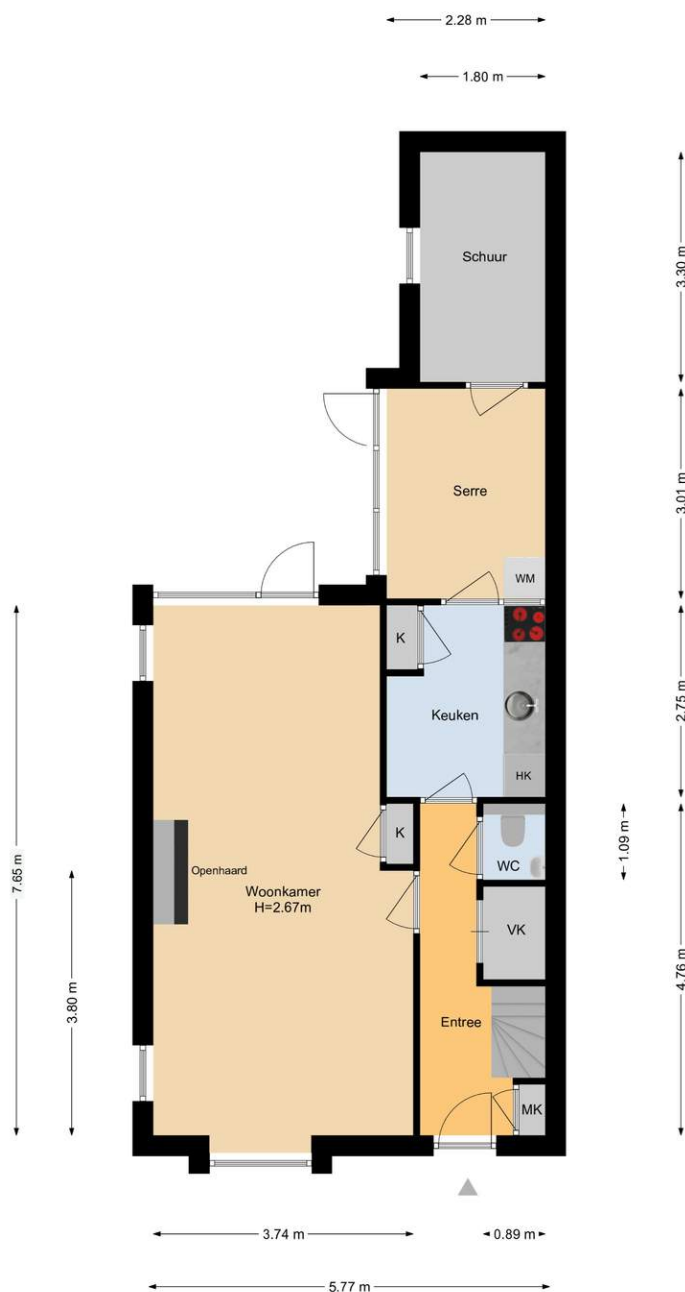 2.28 m
1.80 m
Schuur
3.30 m
Serre
3.01 m
WM
K
Keuken
2.75 m
HK
K
WC
1.09 m
Openhaard
Woonkamer
H=2.67m
VK
7.65 m
3.80 m
4.76 m
Entree
MK
3.74 m
0.89 m
5.77 m